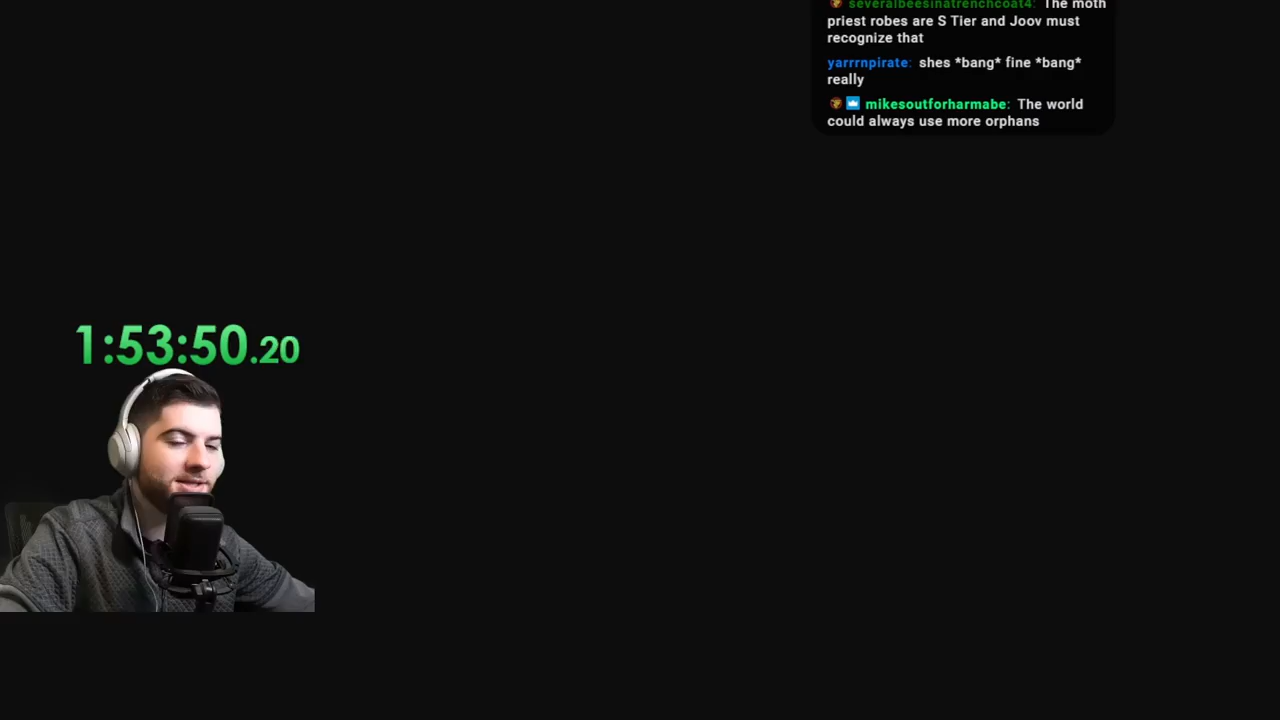 severalbeesinatrenchcoat4: The moth
priest robes are S Tier and Joov must
recognize that
yarrrnpirate: shes *bang* fine *bang*
really
mikesoutforharmabe: The world
could always use more orphans
1:53:50.20